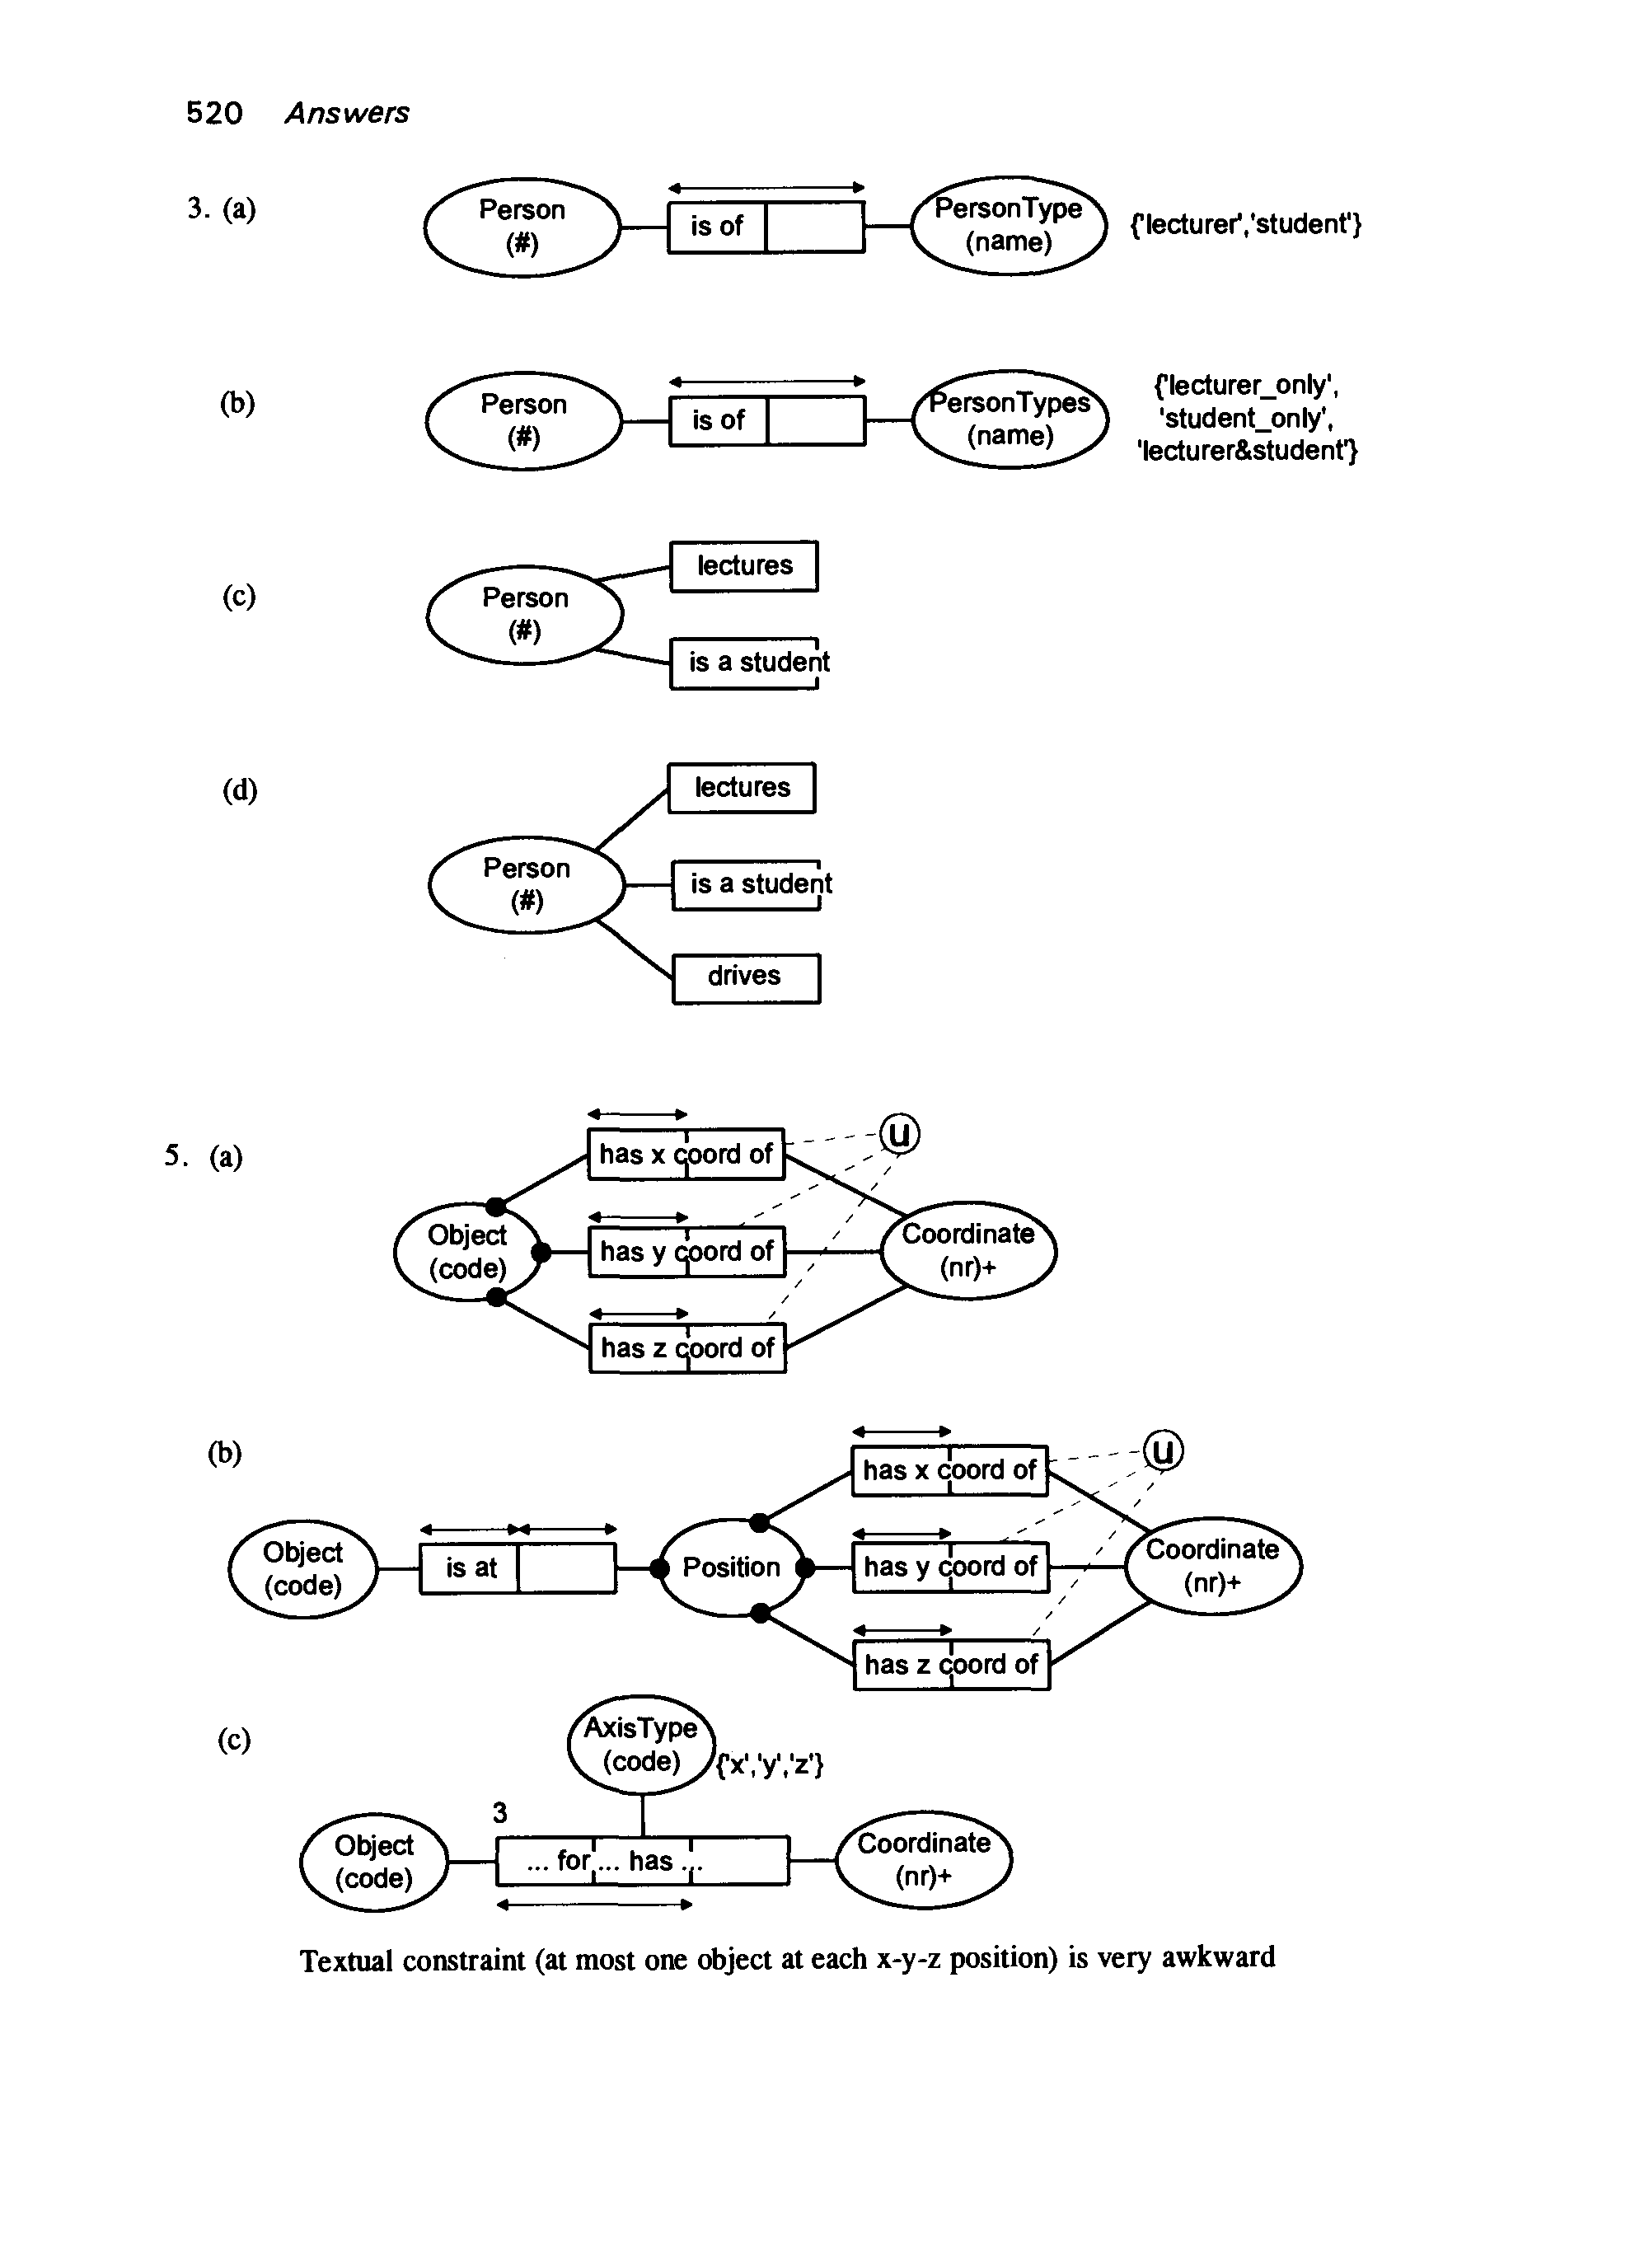 520 Answers
3. (a)
Person
(#)
is of
PersonType
(name)
{'lecturer','student'}
(b)
Person
(#)
is of
PersonTypes
(name)
{'lecturer_only',
'student_only',
'lecturer&student'}
(c)
Person
(#)
lectures
is a student
(d)
Person
(#)
lectures
is a student
drives
5. (a)
Object
(code)
has x coord of
has y coord of
has z coord of
U
Coordinate
(nr)+
(b)
Object
(code)
is at
Position
has x coord of
has y coord of
has z coord of
U
Coordinate
(nr)+
(c)
AxisType
(code)
{'x','y','z'}
3
Object
(code)
... for ... has ...
Coordinate
(nr)+
Textual constraint (at most one object at each x-y-z position) is very awkward